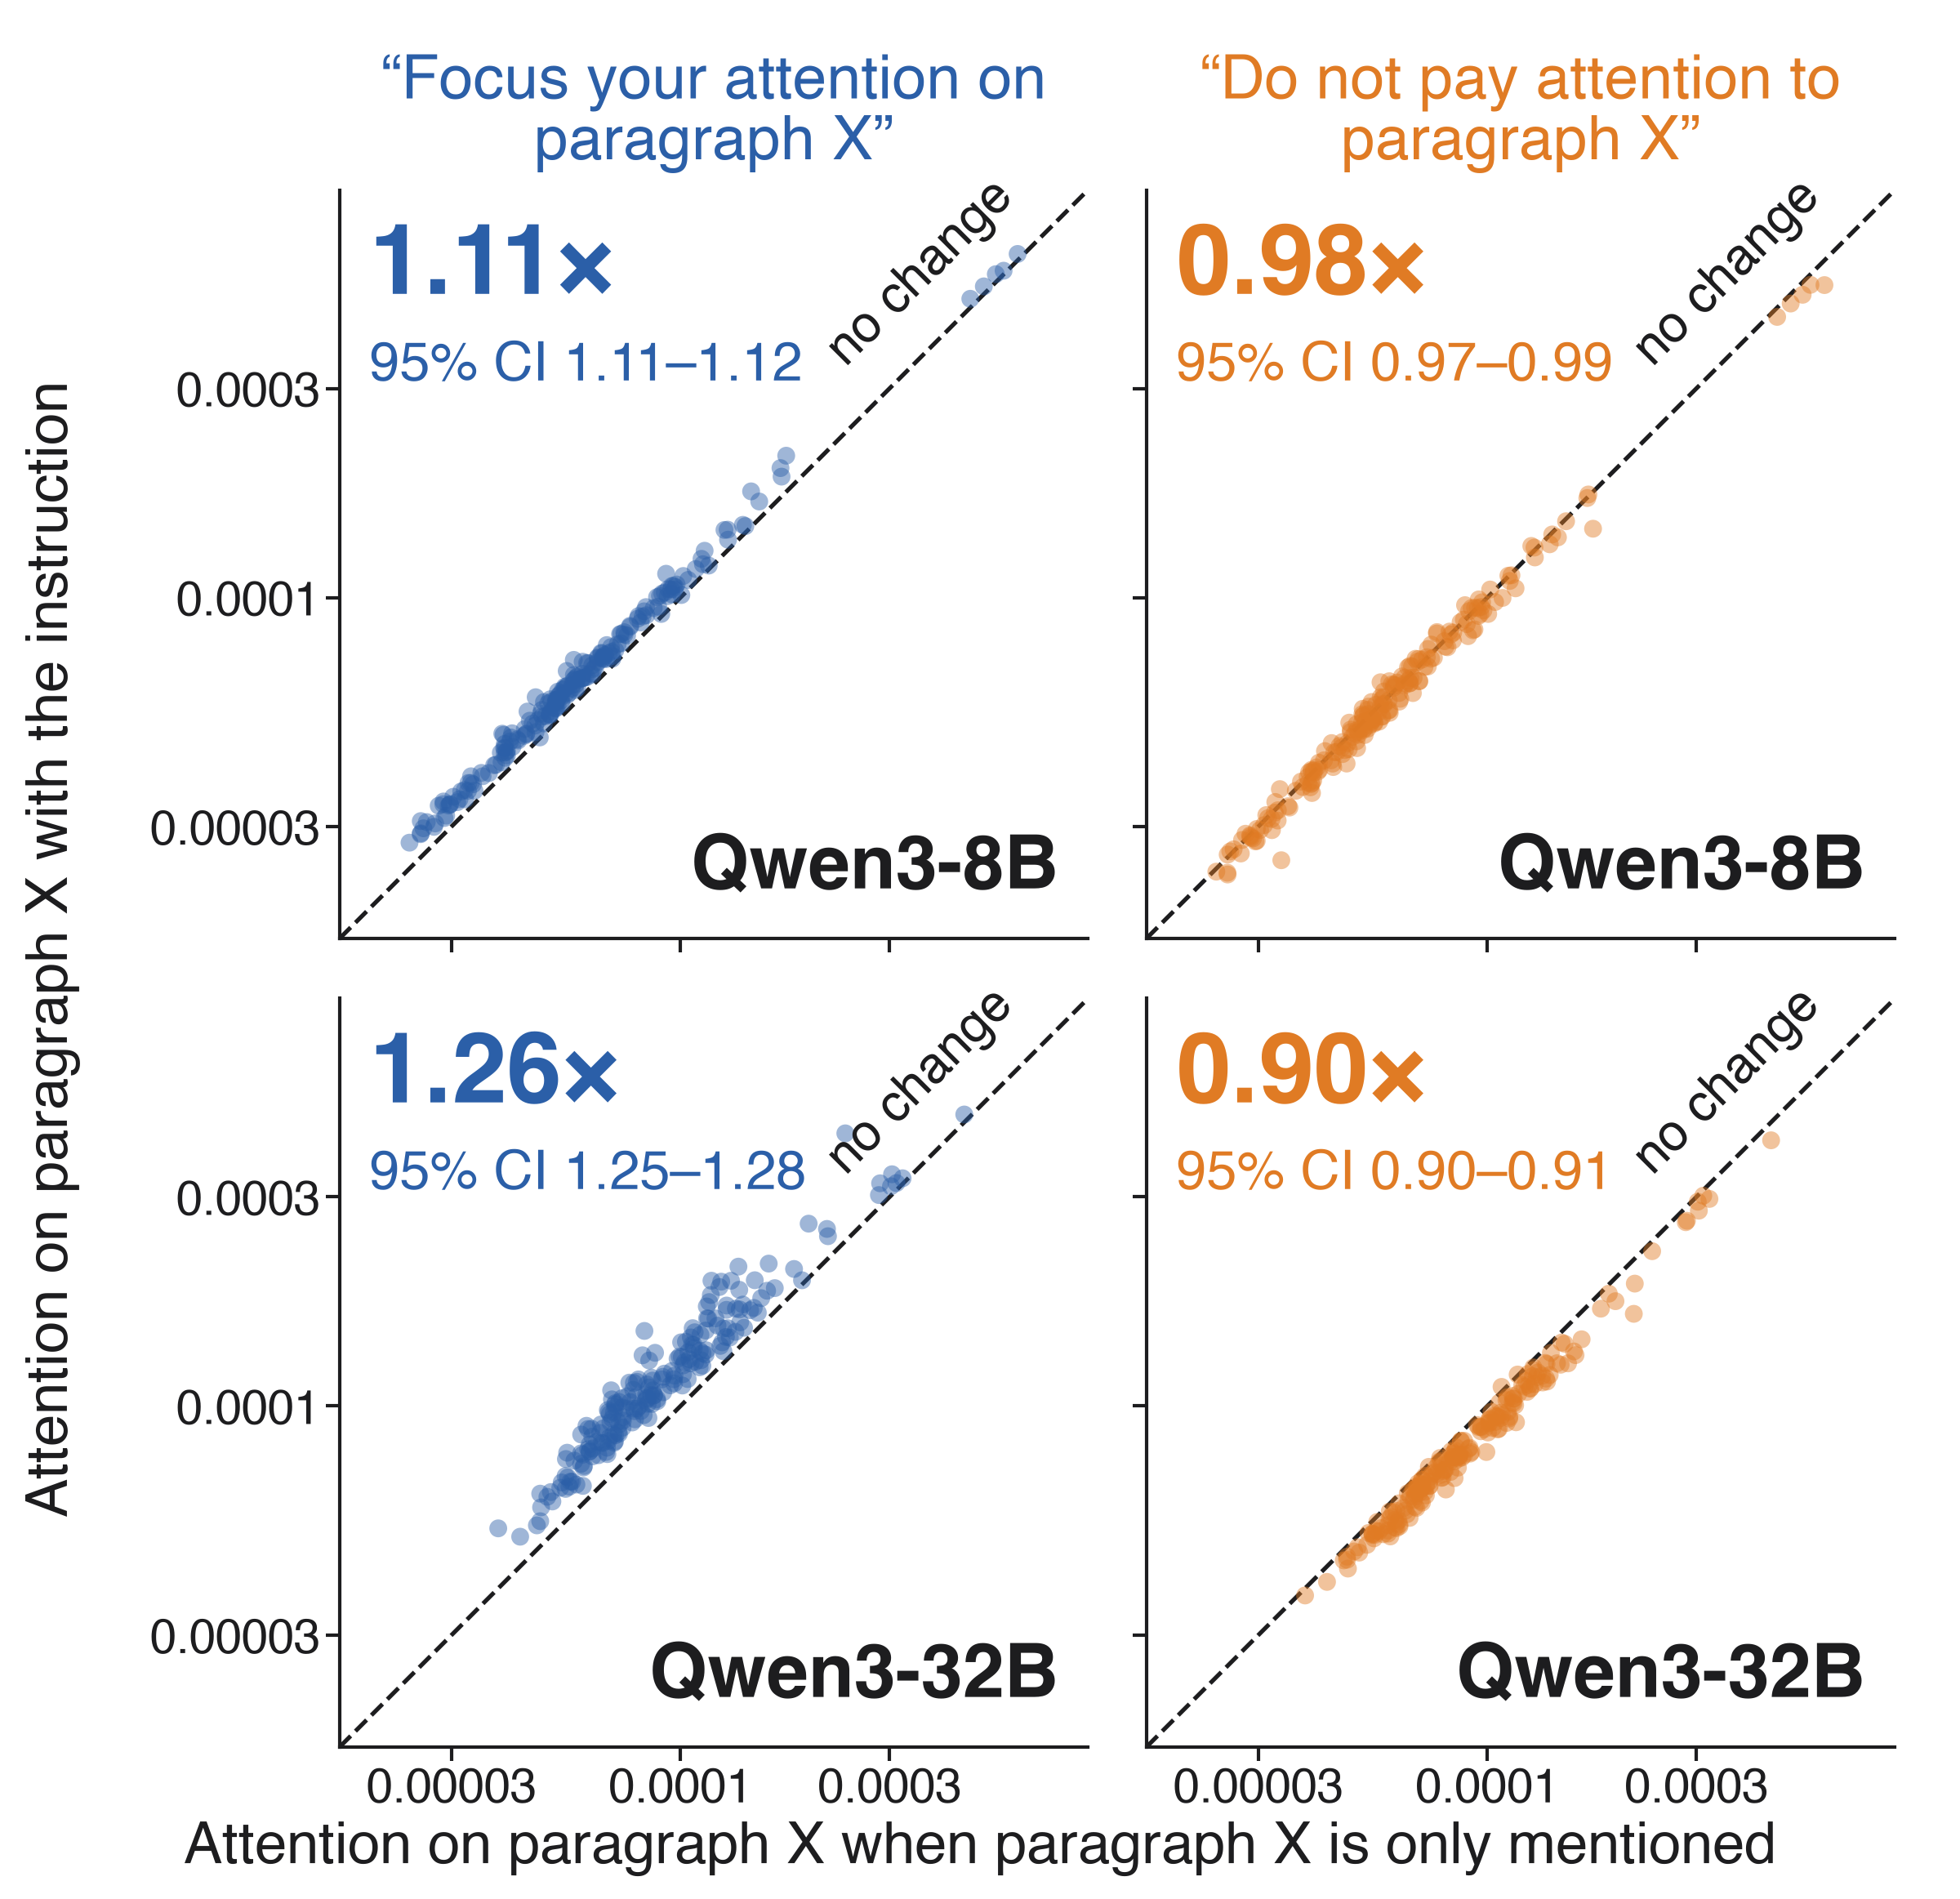 “Focus your attention on
paragraph X”
“Do not pay attention to
paragraph X”
Attention on paragraph X with the instruction
1.11×
95% CI 1.11–1.12
no change
0.0003
0.0001
0.00003
Qwen3-8B
0.98×
95% CI 0.97–0.99
no change
Qwen3-8B
1.26×
95% CI 1.25–1.28
no change
0.0003
0.0001
0.00003
Qwen3-32B
0.90×
95% CI 0.90–0.91
no change
Qwen3-32B
0.00003 0.0001 0.0003
0.00003 0.0001 0.0003
Attention on paragraph X when paragraph X is only mentioned